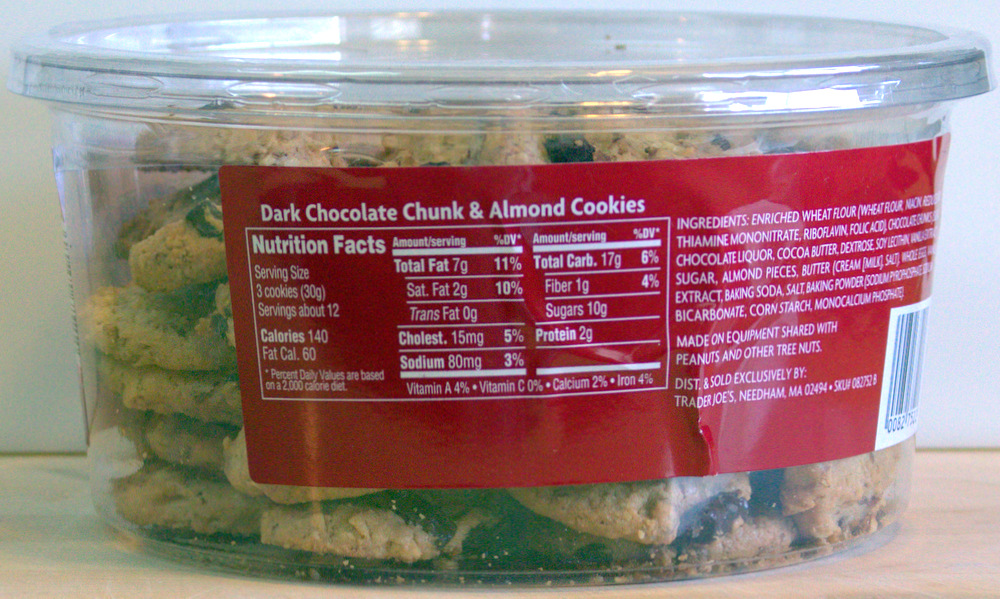 Dark Chocolate Chunk & Almond Cookies
Nutrition Facts
Serving Size
3 cookies (30g)
Servings about 12
Calories 140
Fat Cal. 60
* Percent Daily Values are based
on a 2,000 calorie diet.
Amount/serving %DV*
Total Fat 7g 11%
Sat. Fat 2g 10%
Trans Fat 0g
Cholest. 15mg 5%
Sodium 80mg 3%
Amount/serving %DV*
Total Carb. 17g 6%
Fiber 1g 4%
Sugars 10g
Protein 2g
Vitamin A 4% • Vitamin C 0% • Calcium 2% • Iron 4%
INGREDIENTS: ENRICHED WHEAT FLOUR (WHEAT FLOUR, NIACIN,
THIAMINE MONONITRATE, RIBOFLAVIN, FOLIC ACID), CHOCOLATE CHUNKS
CHOCOLATE LIQUOR, COCOA BUTTER, DEXTROSE, SOY LECITHIN,
SUGAR, ALMOND PIECES, BUTTER (CREAM [MILK], SALT), WHOLE
EXTRACT, BAKING SODA, SALT, BAKING POWDER (SODIUM PYROPHOSPHATE
BICARBONATE, CORN STARCH, MONOCALCIUM PHOSPHATE).
MADE ON EQUIPMENT SHARED WITH
PEANUTS AND OTHER TREE NUTS.
DIST. & SOLD EXCLUSIVELY BY:
TRADER JOE'S, NEEDHAM, MA 02494 • SKU# 082752 B